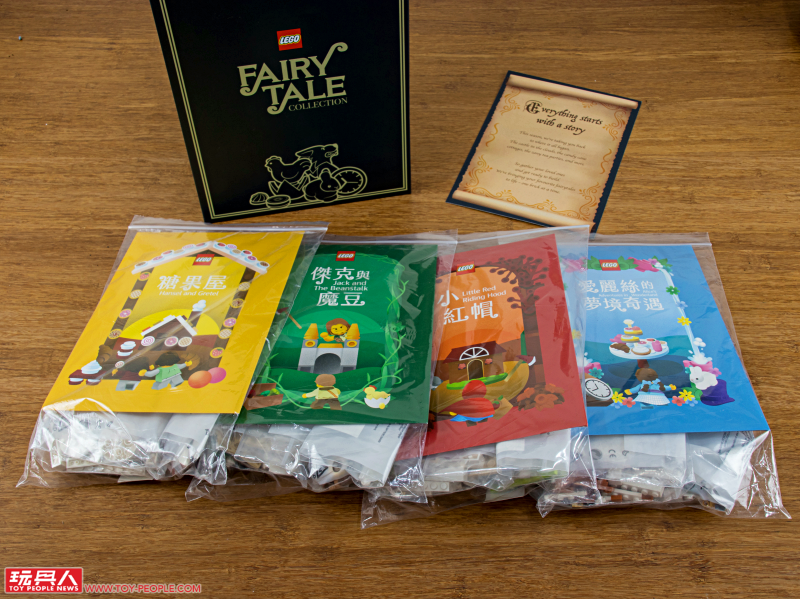 LEGO
FAIRY
TALE
COLLECTION
Everything starts
with a story
LEGO
糖果屋
Hansel and Gretel
LEGO
傑克與
Jack and
The Beanstalk
魔豆
LEGO
小
Little Red
Riding Hood
紅帽
愛麗絲的
夢境奇遇
玩具人
TOY PEOPLE NEWS
WWW.TOY-PEOPLE.COM